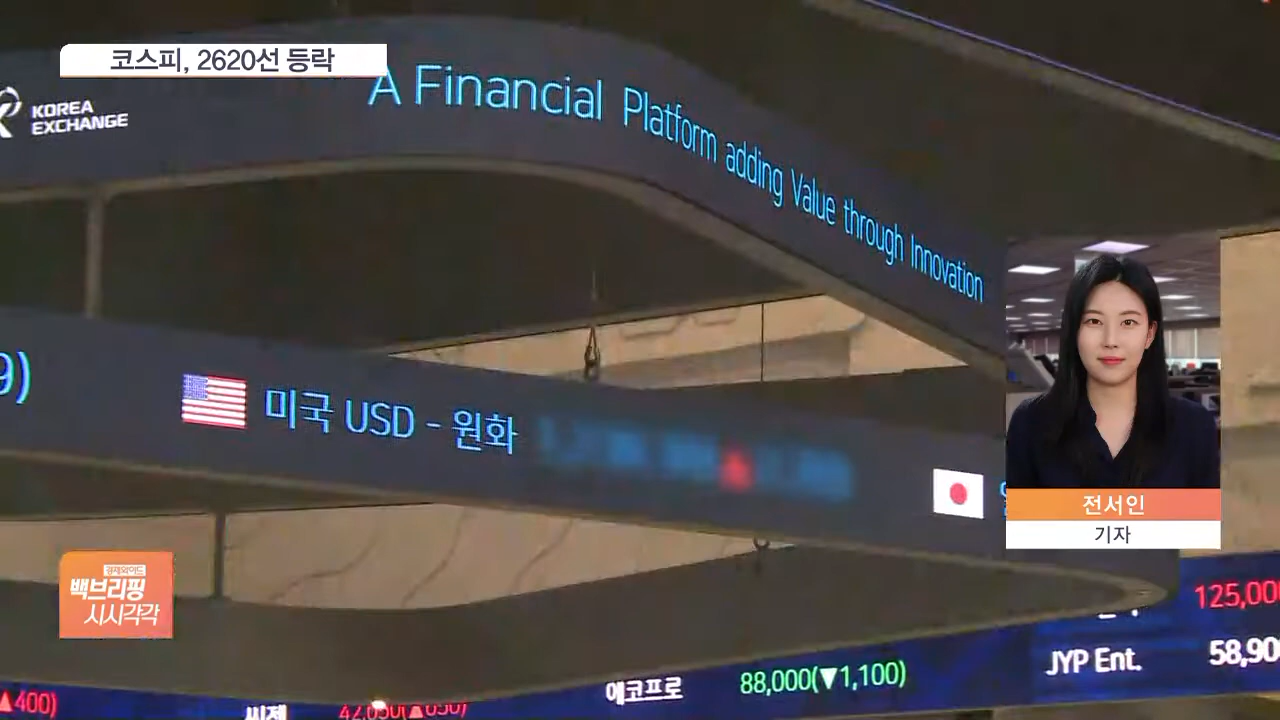 코스피, 2620선 등락
KOREA
EXCHANGE
A Financial Platform adding Value through Innovation
9)
미국 USD - 원화
전서인
기자
경제와이드
백브리핑
시시각각
125,00
JYP Ent.
58,90
에코프로
88,000(▼1,100)
▲400)
씨젠